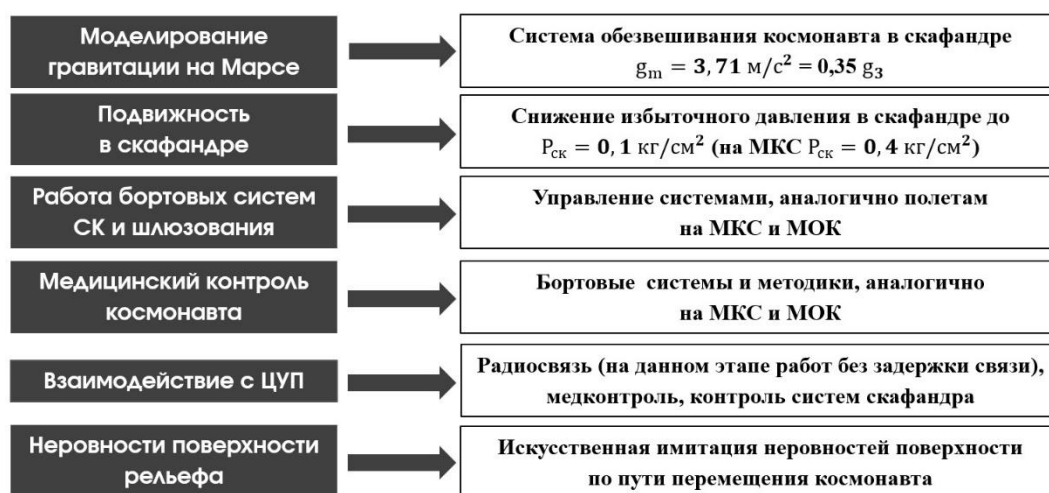 Моделирование
гравитации на Марсе
Система обезвешивания космонавта в скафандре
gₘ = 3,71 м/с² = 0,35 g₃
Подвижность
в скафандре
Снижение избыточного давления в скафандре до
Pск = 0,1 кг/см² (на МКС Pск = 0,4 кг/см²)
Работа бортовых систем
СК и шлюзования
Управление системами, аналогично полетам
на МКС и МОК
Медицинский контроль
космонавта
Бортовые системы и методики, аналогично
на МКС и МОК
Взаимодействие с ЦУП
Радиосвязь (на данном этапе работ без задержки связи),
медконтроль, контроль систем скафандра
Неровности поверхности
рельефа
Искусственная имитация неровностей поверхности
по пути перемещения космонавта